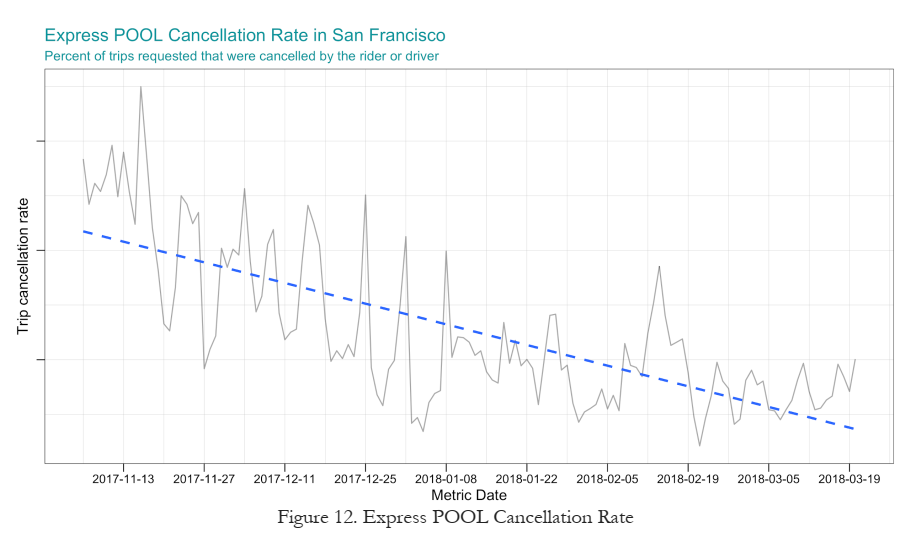 Express POOL Cancellation Rate in San Francisco
Percent of trips requested that were cancelled by the rider or driver
Trip cancellation rate
2017-11-13 2017-11-27 2017-12-11 2017-12-25 2018-01-08 2018-01-22 2018-02-05 2018-02-19 2018-03-05 2018-03-19
Metric Date
Figure 12. Express POOL Cancellation Rate